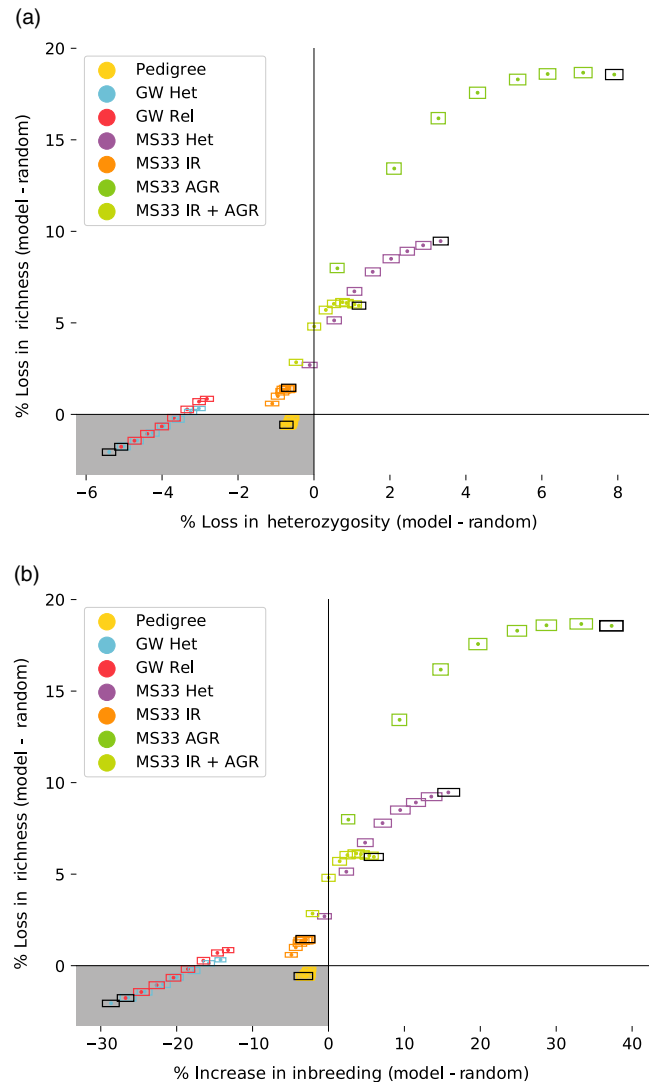 (a)
20
15
10
5
0
% Loss in richness (model - random)
Pedigree
GW Het
GW Rel
MS33 Het
MS33 IR
MS33 AGR
MS33 IR + AGR
−6 −4 −2 0 2 4 6 8
% Loss in heterozygosity (model - random)
(b)
20
15
10
5
0
% Loss in richness (model - random)
Pedigree
GW Het
GW Rel
MS33 Het
MS33 IR
MS33 AGR
MS33 IR + AGR
−30 −20 −10 0 10 20 30 40
% Increase in inbreeding (model - random)